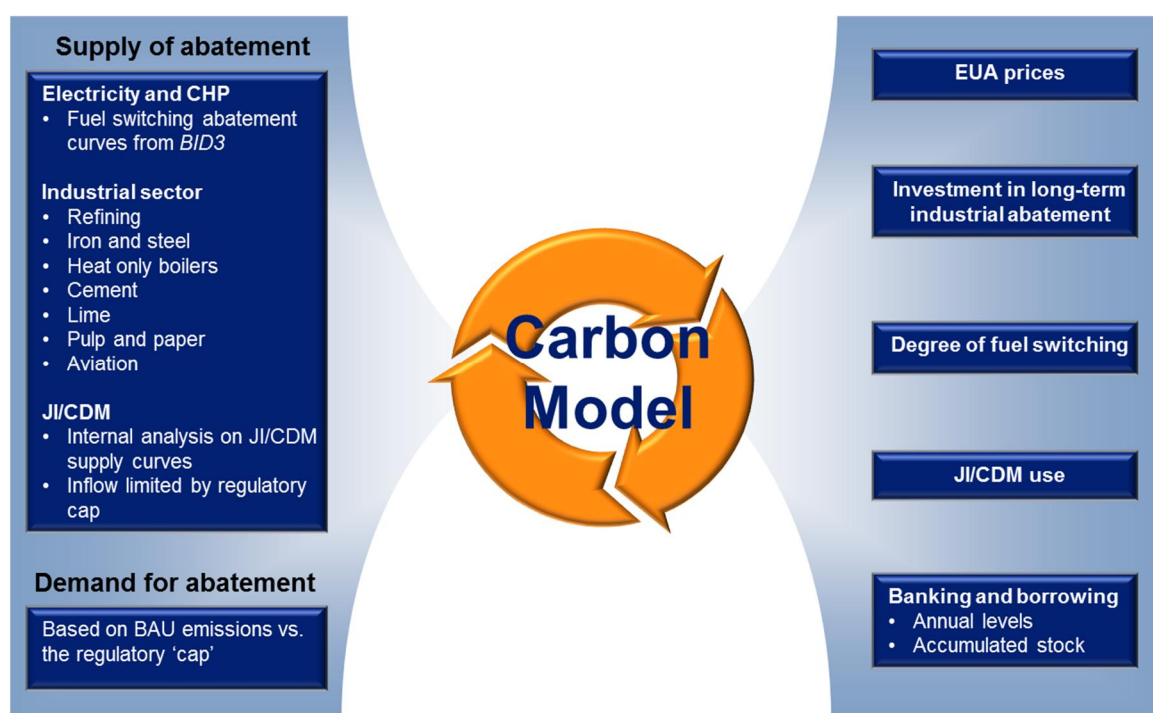 Supply of abatement
Electricity and CHP
• Fuel switching abatement
curves from BID3
Industrial sector
• Refining
• Iron and steel
• Heat only boilers
• Cement
• Lime
• Pulp and paper
• Aviation
JI/CDM
• Internal analysis on JI/CDM
supply curves
• Inflow limited by regulatory
cap
Demand for abatement
Based on BAU emissions vs.
the regulatory ‘cap’
Carbon
Model
EUA prices
Investment in long-term
industrial abatement
Degree of fuel switching
JI/CDM use
Banking and borrowing
• Annual levels
• Accumulated stock